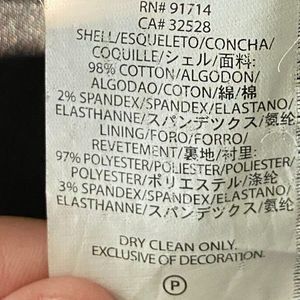 RN# 91714
CA# 32528
SHELL/ESQUELETO/CONCHA/
COQUILLE/シェル/面料:
98% COTTON/ALGODON/
ALGODAO/COTON/綿/棉
2% SPANDEX/SPANDEX/ELASTANO/
ELASTHANNE/スパンデックス/氨纶
LINING/FORO/FORRO/
REVETEMENT/裏地/衬里:
97% POLYESTER/POLIESTER/POLIESTER/
POLYESTER/ポリエステル/涤纶
3% SPANDEX/SPANDEX/ELASTANO/
ELASTHANNE/スパンデックス/氨纶
DRY CLEAN ONLY.
EXCLUSIVE OF DECORATION.
P